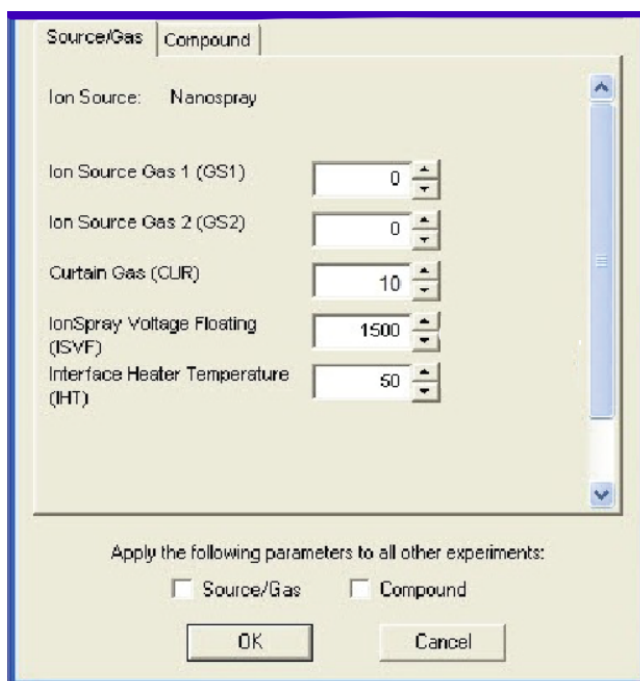 Source/Gas Compound
Ion Source: Nanospray
Ion Source Gas 1 (GS1) 0
Ion Source Gas 2 (GS2) 0
Curtain Gas (CUR) 10
IonSpray Voltage Floating
(ISVF) 1500
Interface Heater Temperature
(IHT) 50
Apply the following parameters to all other experiments:
Source/Gas Compound
OK Cancel